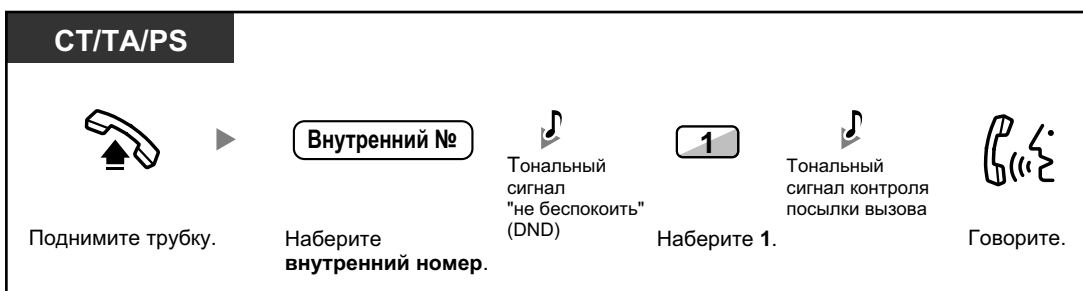 CT/TA/PS
Внутренний №
1
Тональный
сигнал
"не беспокоить"
(DND)
Тональный
сигнал контроля
посылки вызова
Поднимите трубку.
Наберите
внутренний номер.
Наберите 1.
Говорите.